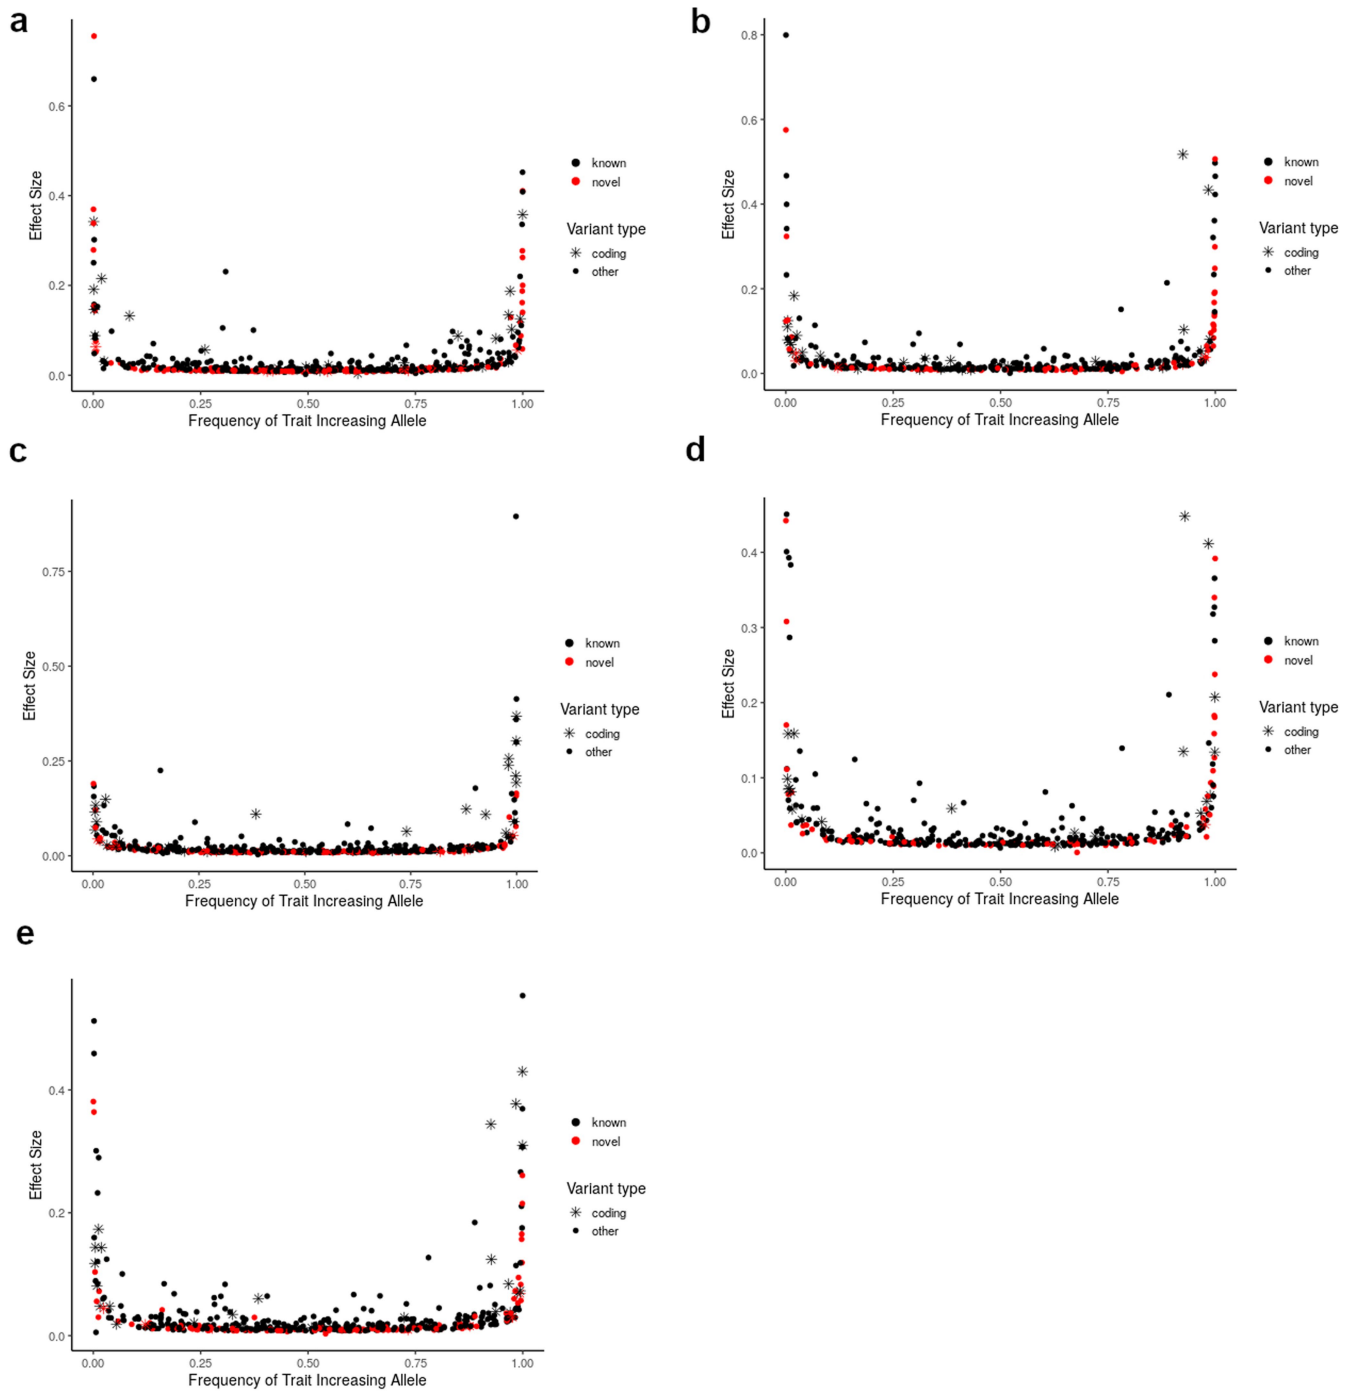 a
0.6
0.4
0.2
0.0
Effect Size
0.00 0.25 0.50 0.75 1.00
Frequency of Trait Increasing Allele
known
novel
Variant type
coding
other
b
0.8
0.6
0.4
0.2
0.0
Effect Size
0.00 0.25 0.50 0.75 1.00
Frequency of Trait Increasing Allele
known
novel
Variant type
coding
other
c
0.75
0.50
0.25
0.00
Effect Size
0.00 0.25 0.50 0.75 1.00
Frequency of Trait Increasing Allele
known
novel
Variant type
coding
other
d
0.4
0.3
0.2
0.1
0.0
Effect Size
0.00 0.25 0.50 0.75 1.00
Frequency of Trait Increasing Allele
known
novel
Variant type
coding
other
e
0.4
0.2
0.0
Effect Size
0.00 0.25 0.50 0.75 1.00
Frequency of Trait Increasing Allele
known
novel
Variant type
coding
other